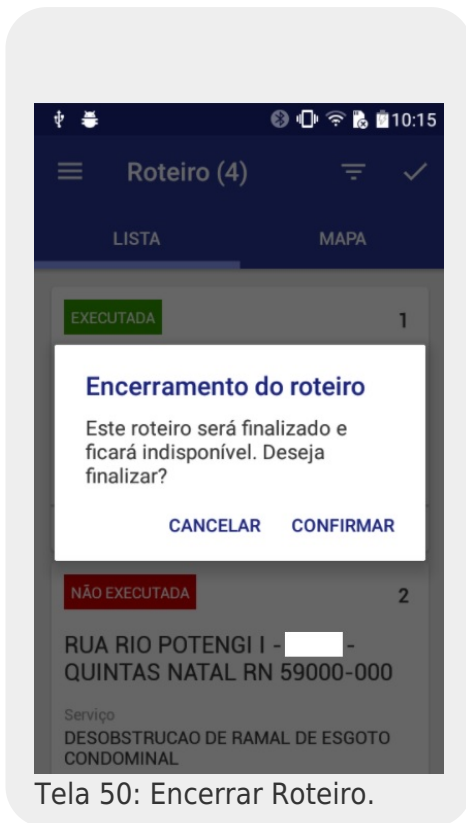 10:15
Roteiro (4)
LISTA MAPA
EXECUTADA 1
Encerramento do roteiro
Este roteiro será finalizado e
ficará indisponível. Deseja
finalizar?
CANCELAR CONFIRMAR
NÃO EXECUTADA 2
RUA RIO POTENGI I - -
QUINTAS NATAL RN 59000-000
Serviço
DESOBSTRUCAO DE RAMAL DE ESGOTO
CONDOMINAL
Tela 50: Encerrar Roteiro.